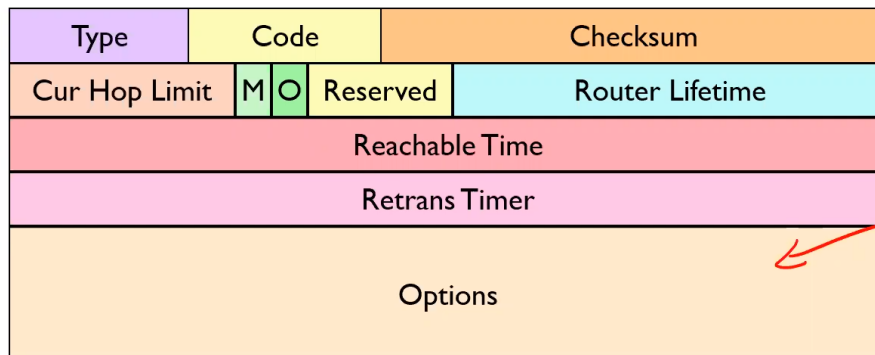 Type Code Checksum
Cur Hop Limit M O Reserved Router Lifetime
Reachable Time
Retrans Timer
Options